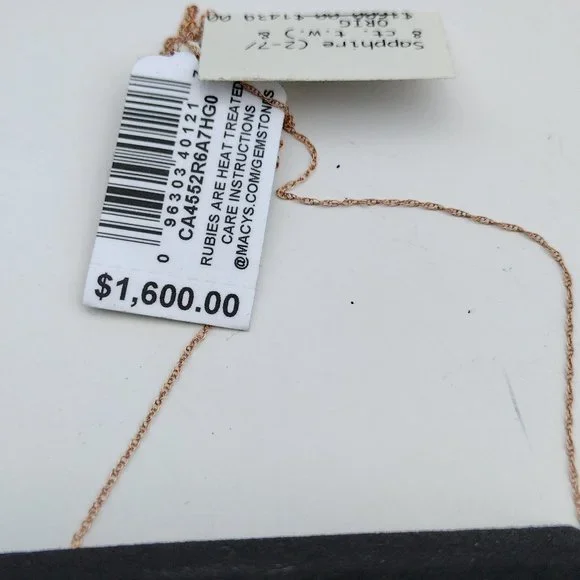 Sapphire (2-7/
8 ct. t.w.) &
ORIG
0 96303 40121 7
CA4552R6A7HG0
RUBIES ARE HEAT TREATED
CARE INSTRUCTIONS
@MACYS.COM/GEMSTONES
$1,600.00